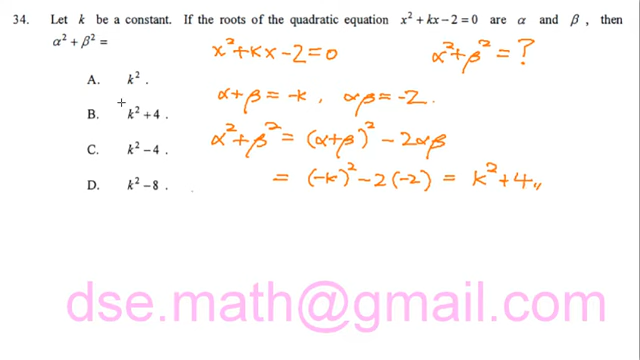 34. Let k be a constant. If the roots of the quadratic equation x² + kx − 2 = 0 are α and β, then
α² + β² =
x² + kx − 2 = 0 α² + β² = ?
A. k².
α + β = −k, αβ = −2.
B. k² + 4.
α² + β² = (α+β)² − 2αβ
C. k² − 4.
= (−k)² − 2(−2) = k² + 4 〃
D. k² − 8.
dse.math@gmail.com